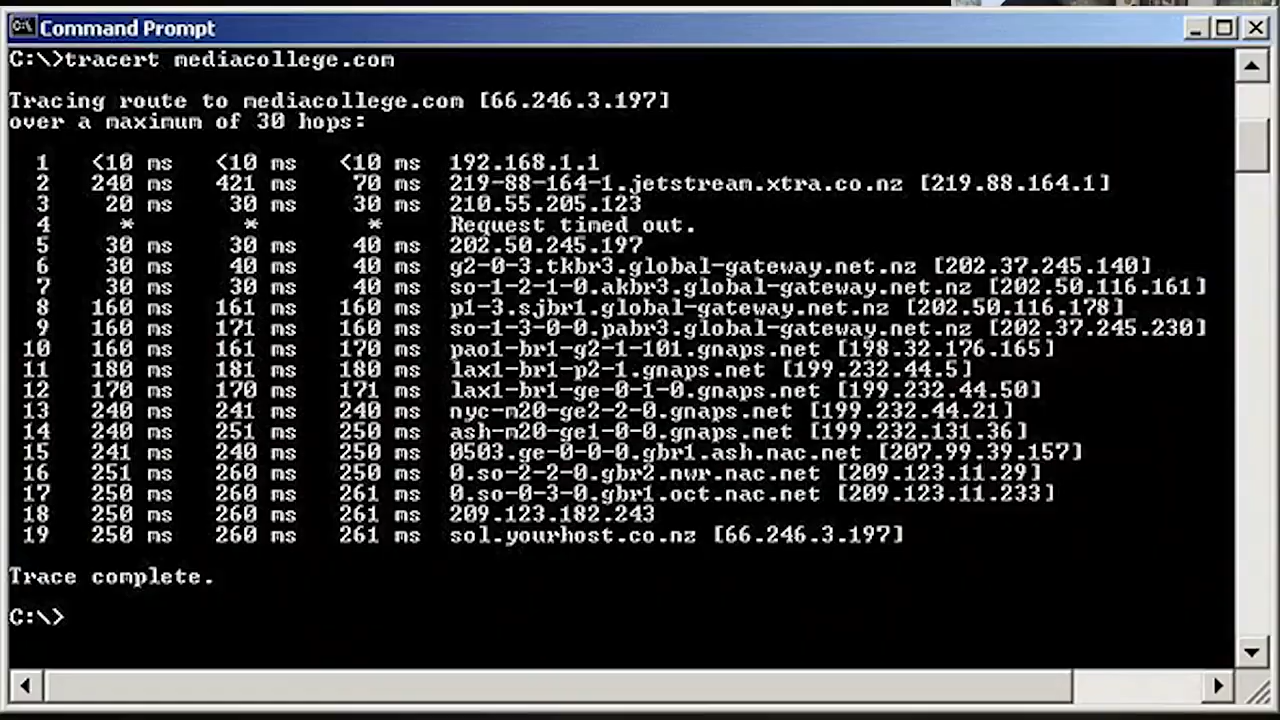 Command Prompt
C:\>tracert mediacollege.com
Tracing route to mediacollege.com [66.246.3.197]
over a maximum of 30 hops:
1 <10 ms <10 ms <10 ms 192.168.1.1
2 240 ms 421 ms 70 ms 219-88-164-1.jetstream.xtra.co.nz [219.88.164.1]
3 20 ms 30 ms 30 ms 210.55.205.123
4 * * * Request timed out.
5 30 ms 30 ms 40 ms 202.50.245.197
6 30 ms 40 ms 40 ms g2-0-3.tkbr3.global-gateway.net.nz [202.37.245.140]
7 30 ms 30 ms 40 ms so-1-2-1-0.akbr3.global-gateway.net.nz [202.50.116.161]
8 160 ms 161 ms 160 ms p1-3.sjbr1.global-gateway.net.nz [202.50.116.178]
9 160 ms 171 ms 160 ms so-1-3-0-0.pabr3.global-gateway.net.nz [202.37.245.230]
10 160 ms 161 ms 170 ms pao1-br1-g2-1-101.gnaps.net [198.32.176.165]
11 180 ms 181 ms 180 ms lax1-br1-p2-1.gnaps.net [199.232.44.5]
12 170 ms 170 ms 171 ms lax1-br1-ge-0-1-0.gnaps.net [199.232.44.50]
13 240 ms 241 ms 240 ms nyc-m20-ge2-2-0.gnaps.net [199.232.44.21]
14 240 ms 251 ms 250 ms ash-m20-ge1-0-0.gnaps.net [199.232.131.36]
15 241 ms 240 ms 250 ms 0503.ge-0-0-0.gbr1.ash.nac.net [207.99.39.157]
16 251 ms 260 ms 250 ms 0.so-2-2-0.gbr2.nwr.nac.net [209.123.11.29]
17 250 ms 260 ms 261 ms 0.so-0-3-0.gbr1.oct.nac.net [209.123.11.233]
18 250 ms 260 ms 261 ms 209.123.182.243
19 250 ms 260 ms 261 ms sol.yourhost.co.nz [66.246.3.197]
Trace complete.
C:\>